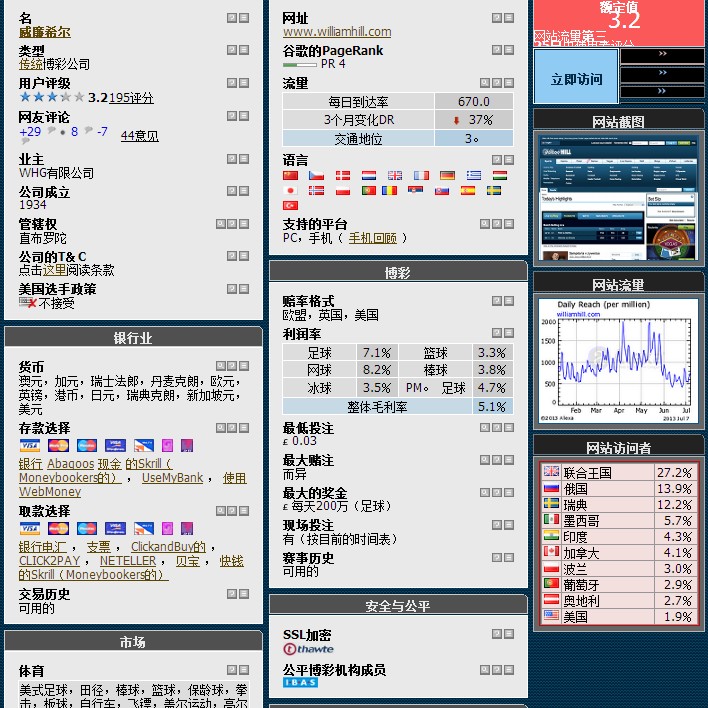 名
威廉希尔
类型
传统博彩公司
用户评级
3.2 195评分
网友评论
+29 8 -7 44意见
业主
WHG有限公司
公司成立
1934
管辖权
直布罗陀
公司的T& C
点击这里阅读条款
美国选手政策
不接受
银行业
货币
澳元，加元，瑞士法郎，丹麦克朗，欧元，
英镑，港币，日元，瑞典克朗，新加坡元，
美元
存款选择
VISA VISA
银行 Abaqoos 现金 的Skrill（
Moneybookers的） ， UseMyBank ， 使用
WebMoney
取款选择
VISA VISA
银行电汇 ， 支票 ， ClickandBuy的 ，
CLICK2PAY ， NETELLER ， 贝宝 ， 快钱
的Skrill（Moneybookers的）
交易历史
可用的
市场
体育
美式足球，田径，棒球，篮球，保龄球，拳
击，板球，自行车，飞镖，盖尔运动，高尔
网址
www.williamhill.com
谷歌的PageRank
PR 4
流量
每日到达率 670.0
3个月变化DR 37%
交通地位 3。
语言
支持的平台
PC，手机（ 手机回顾 ）
博彩
赔率格式
欧盟，英国，美国
利润率
足球 7.1% 篮球 3.3%
网球 8.2% 棒球 3.8%
冰球 3.5% PM。 足球 4.7%
整体毛利率 5.1%
最低投注
£ 0.03
最大赌注
而异
最大的奖金
£ 每天200万（足球）
现场投注
有（按目前的时间表）
赛事历史
可用的
安全与公平
SSL加密
thawte
公平博彩机构成员
IBAS
额定值
3.2
网站流量第三
立即访问
网站截图
William HILL
Today's Highlights
Bet Slip
VEGAS
网站流量
Daily Reach (per million)
williamhill.com
2000
1500
1000
500
0
Feb Mar Apr May Jun Jul
©2013 Alexa 2013 Jul 7
网站访问者
联合王国 27.2%
俄国 13.9%
瑞典 12.2%
墨西哥 5.7%
印度 4.3%
加拿大 4.1%
波兰 3.0%
葡萄牙 2.9%
奥地利 2.7%
美国 1.9%